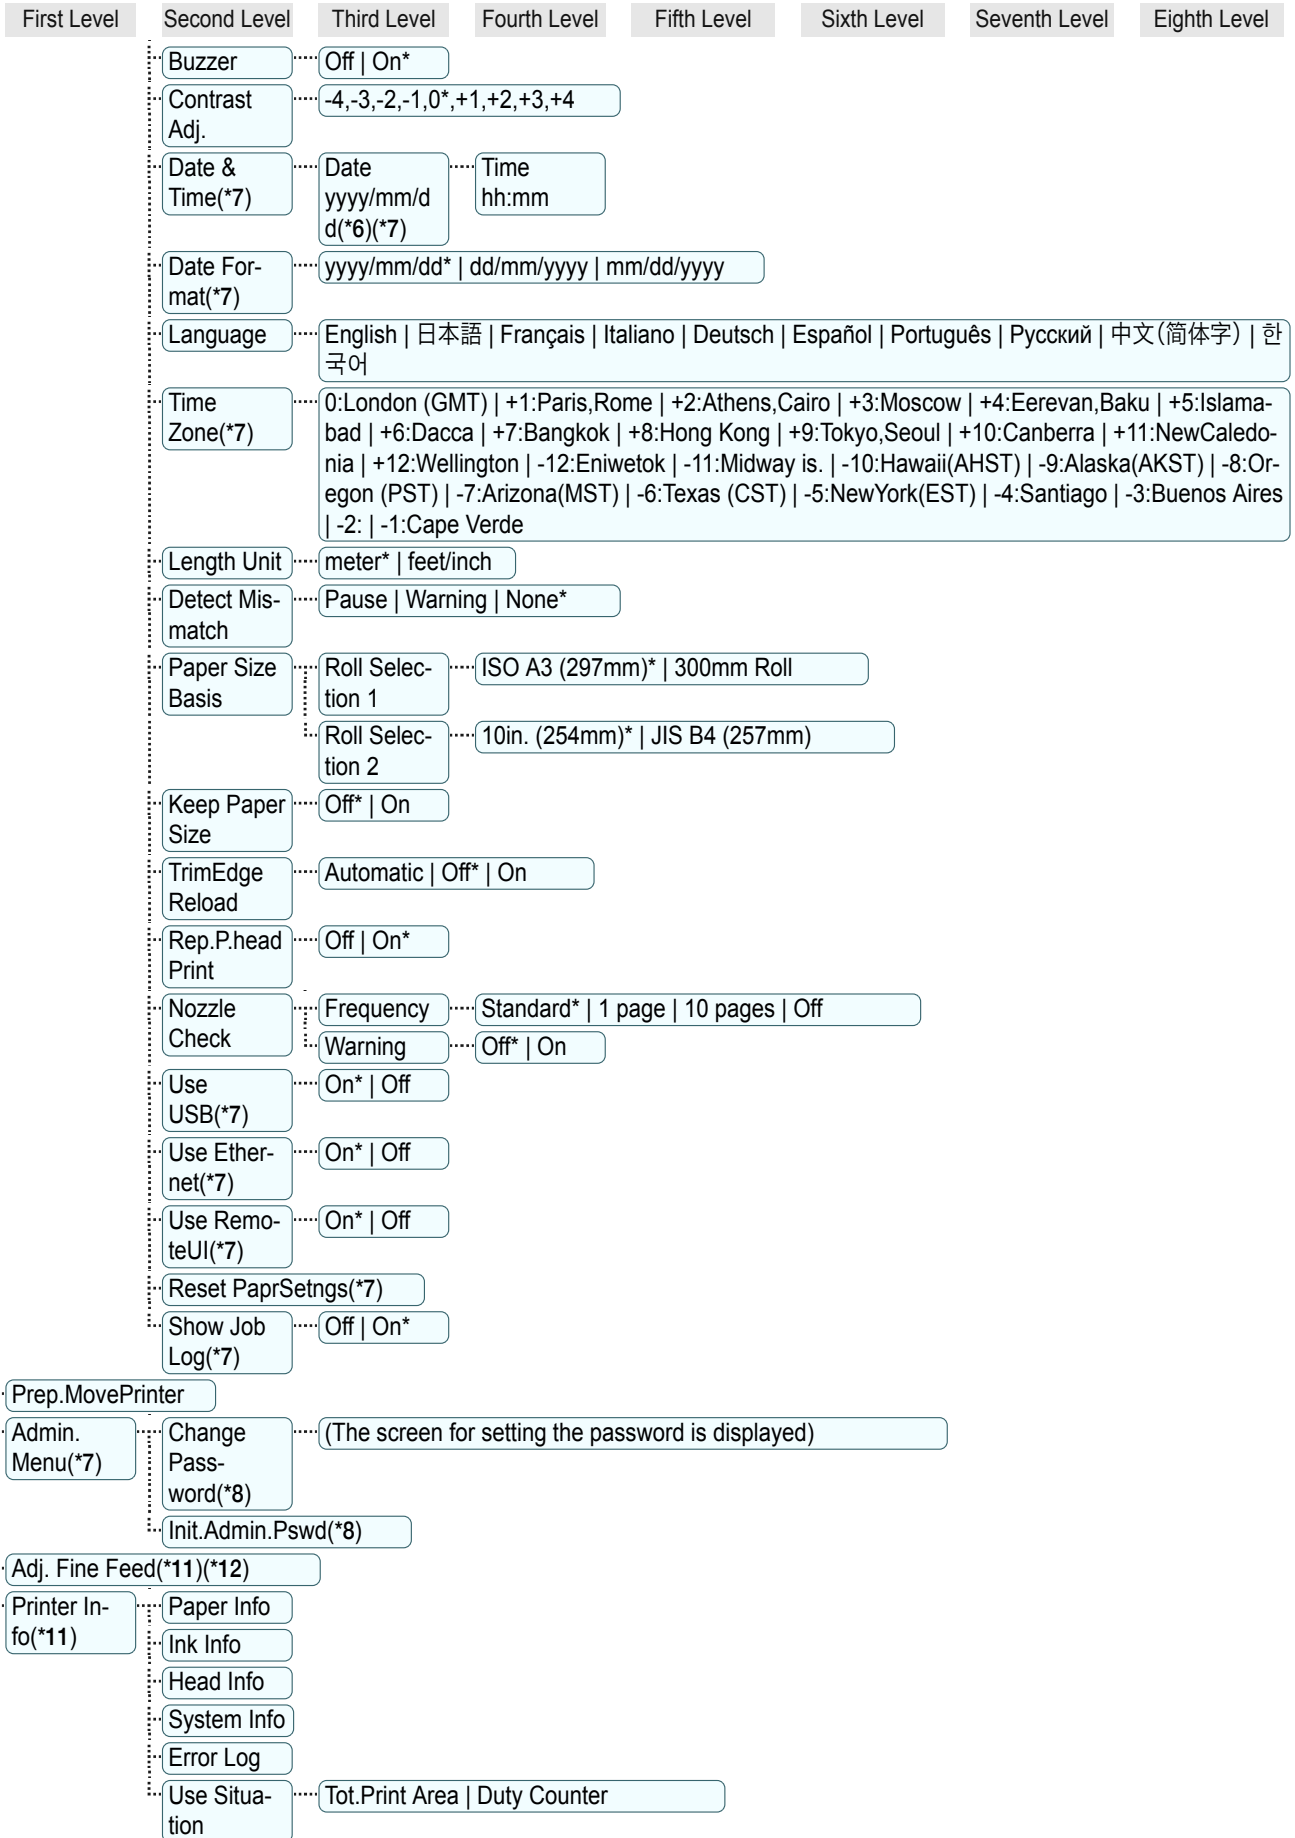 First Level Second Level Third Level Fourth Level Fifth Level Sixth Level Seventh Level Eighth Level
Buzzer Off | On*
Contrast
Adj.
-4,-3,-2,-1,0*,+1,+2,+3,+4
Date &
Time(*7)
Date
yyyy/mm/d
d(*6)(*7)
Time
hh:mm
Date For-
mat(*7)
yyyy/mm/dd* | dd/mm/yyyy | mm/dd/yyyy
Language
English | 日本語 | Français | Italiano | Deutsch | Español | Português | Русский | 中文(简体字) | 한
국어
Time
Zone(*7)
0:London (GMT) | +1:Paris,Rome | +2:Athens,Cairo | +3:Moscow | +4:Eerevan,Baku | +5:Islama-
bad | +6:Dacca | +7:Bangkok | +8:Hong Kong | +9:Tokyo,Seoul | +10:Canberra | +11:NewCaledo-
nia | +12:Wellington | -12:Eniwetok | -11:Midway is. | -10:Hawaii(AHST) | -9:Alaska(AKST) | -8:Or-
egon (PST) | -7:Arizona(MST) | -6:Texas (CST) | -5:NewYork(EST) | -4:Santiago | -3:Buenos Aires
| -2: | -1:Cape Verde
Length Unit meter* | feet/inch
Detect Mis-
match
Pause | Warning | None*
Paper Size
Basis
Roll Selec-
tion 1
ISO A3 (297mm)* | 300mm Roll
Roll Selec-
tion 2
10in. (254mm)* | JIS B4 (257mm)
Keep Paper
Size
Off* | On
TrimEdge
Reload
Automatic | Off* | On
Rep.P.head
Print
Off | On*
Nozzle
Check
Frequency Standard* | 1 page | 10 pages | Off
Warning Off* | On
Use
USB(*7)
On* | Off
Use Ether-
net(*7)
On* | Off
Use Remo-
teUI(*7)
On* | Off
Reset PaprSetngs(*7)
Show Job
Log(*7)
Off | On*
Prep.MovePrinter
Admin.
Menu(*7)
Change
Pass-
word(*8)
(The screen for setting the password is displayed)
Init.Admin.Pswd(*8)
Adj. Fine Feed(*11)(*12)
Printer In-
fo(*11)
Paper Info
Ink Info
Head Info
System Info
Error Log
Use Situa-
tion
Tot.Print Area | Duty Counter